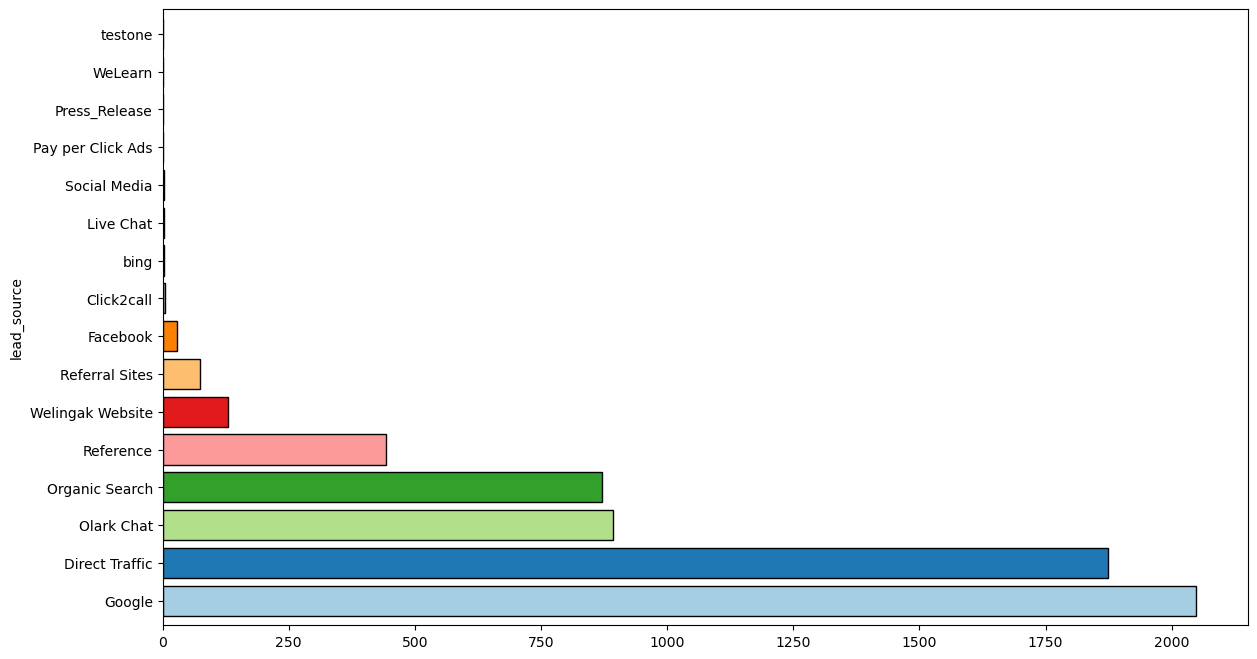 testone
WeLearn
Press_Release
Pay per Click Ads
Social Media
Live Chat
bing
Click2call
Facebook
Referral Sites
Welingak Website
Reference
Organic Search
Olark Chat
Direct Traffic
Google
lead_source
0 250 500 750 1000 1250 1500 1750 2000